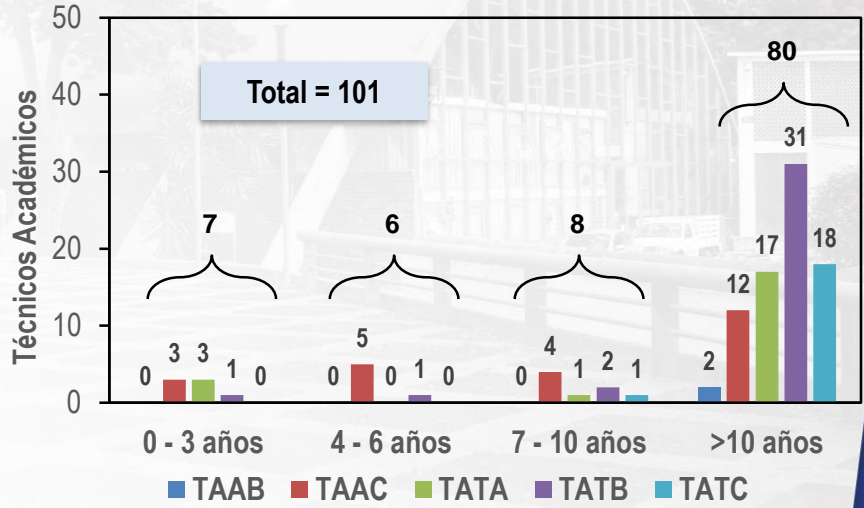 Técnicos Académicos
50
40
30
20
10
0
Total = 101
7
6
8
80
0 3 3 1 0
0 5 0 1 0
0 4 1 2 1
2 12 17 31 18
0 - 3 años 4 - 6 años 7 - 10 años >10 años
TAAB TAAC TATA TATB TATC